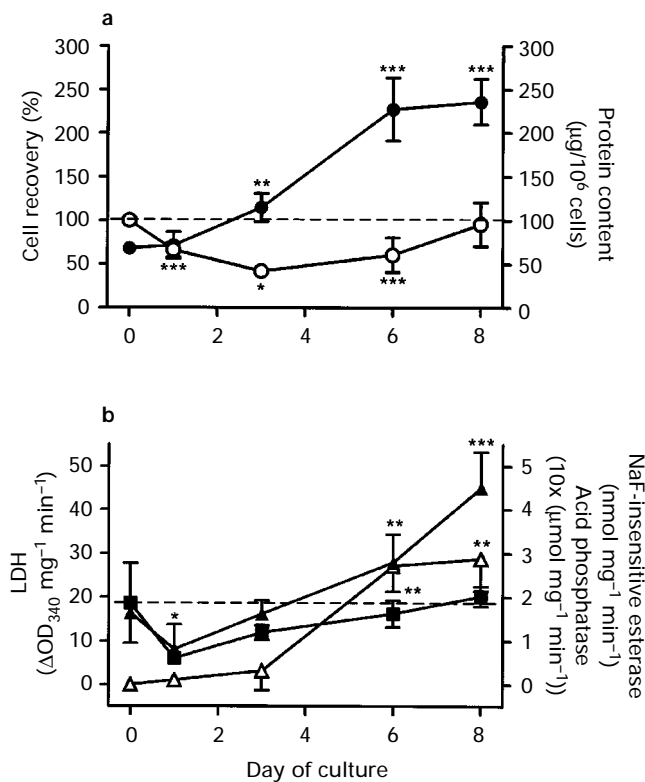 a
300
250
200
150
100
50
0
Cell recovery (%)
***
***
**
***
*
***
300
250
200
150
100
50
0
Protein content
(μg/10⁶ cells)
0 2 4 6 8
b
50
40
30
20
10
0
LDH
(ΔOD₃₄₀ mg⁻¹ min⁻¹)
***
**
**
**
*
5
4
3
2
1
0
NaF-insensitive esterase
(nmol mg⁻¹ min⁻¹)
Acid phosphatase
(10x (μmol mg⁻¹ min⁻¹))
0 2 4 6 8
Day of culture